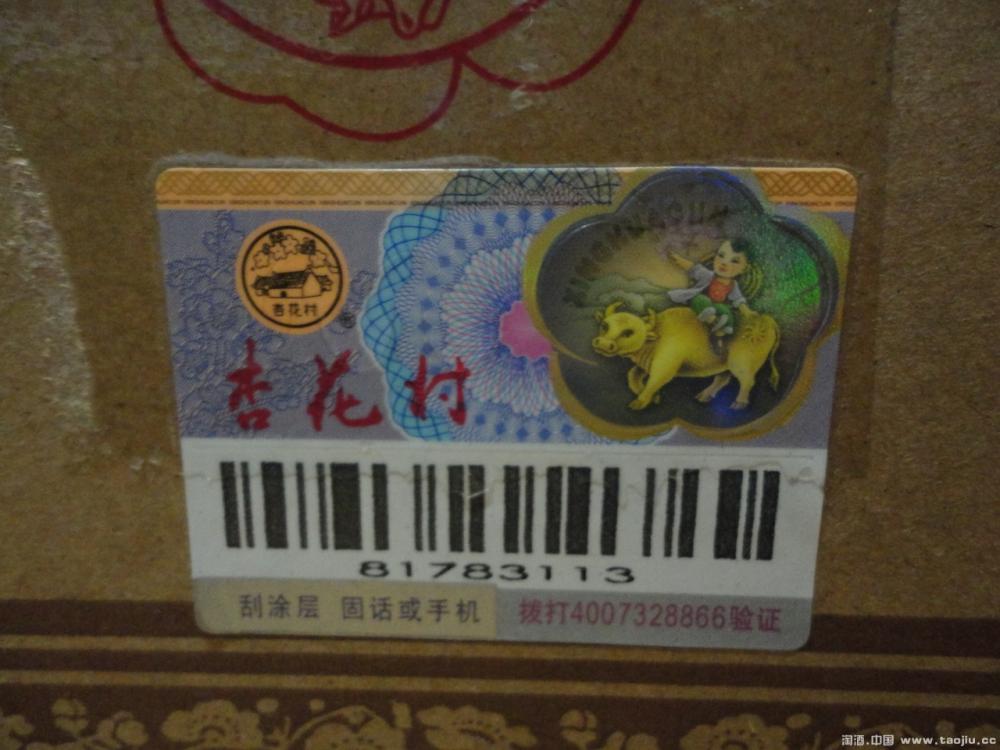 XINGHUACUN
杏花村
®
杏花村
81783113
刮涂层 固话或手机 拨打4007328866验证
淘酒.中国 www.taojiu.cc